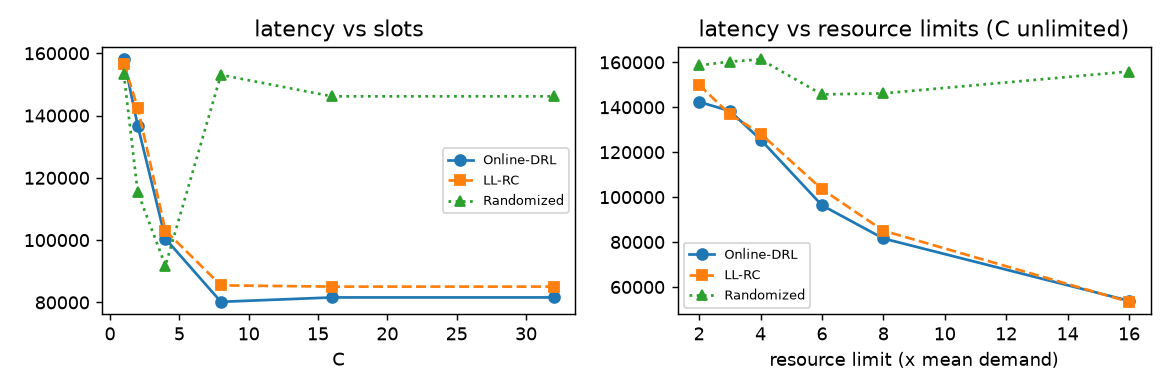 latency vs slots
160000
140000
120000
100000
80000
Online-DRL
LL-RC
Randomized
0 5 10 15 20 25 30
C
latency vs resource limits (C unlimited)
160000
140000
120000
100000
80000
60000
Online-DRL
LL-RC
Randomized
2 4 6 8 10 12 14 16
resource limit (x mean demand)